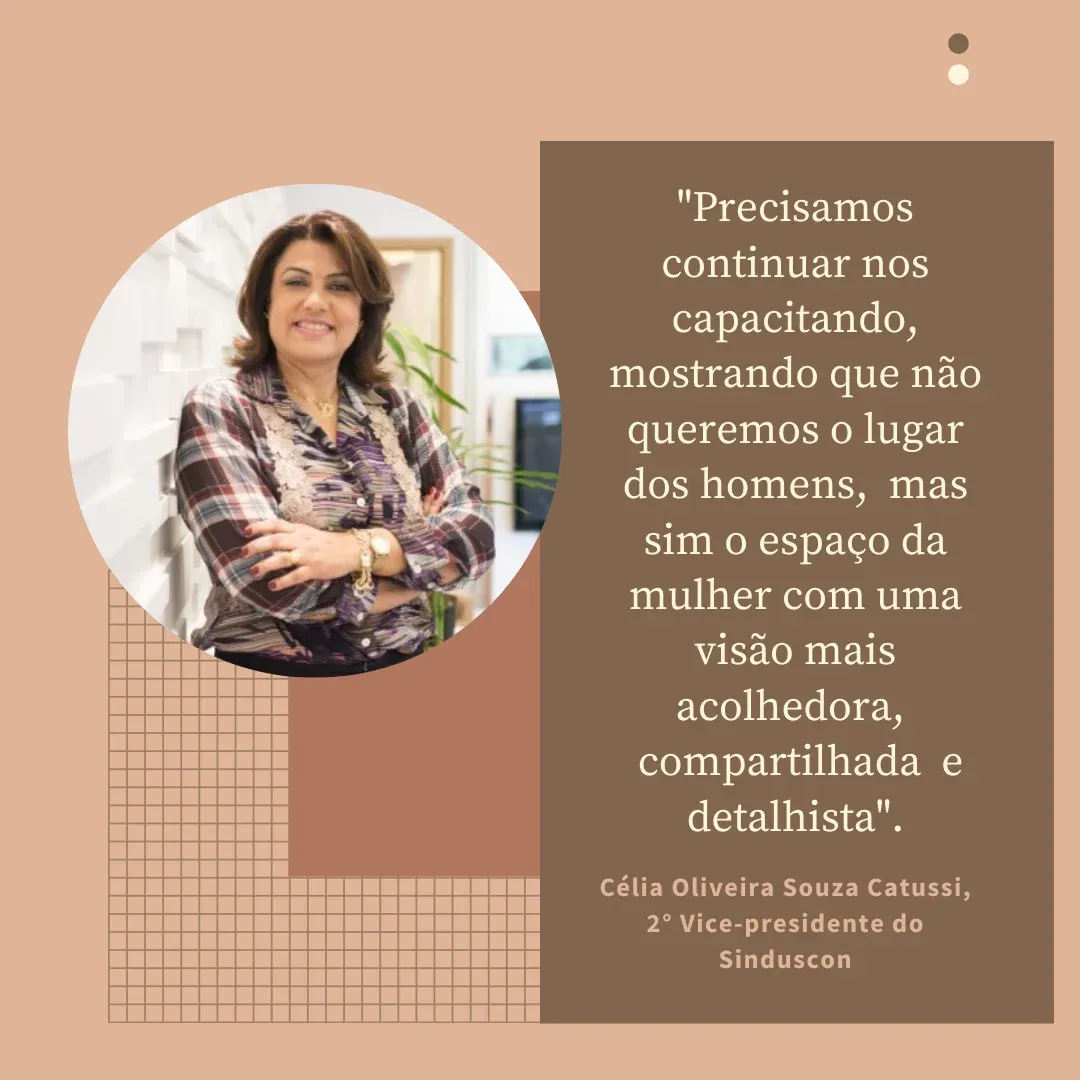 "Precisamos
continuar nos
capacitando,
mostrando que não
queremos o lugar
dos homens,  mas
sim o espaço da
mulher com uma
visão mais
acolhedora,
compartilhada  e
detalhista".
Célia Oliveira Souza Catussi,
2° Vice-presidente do
Sinduscon